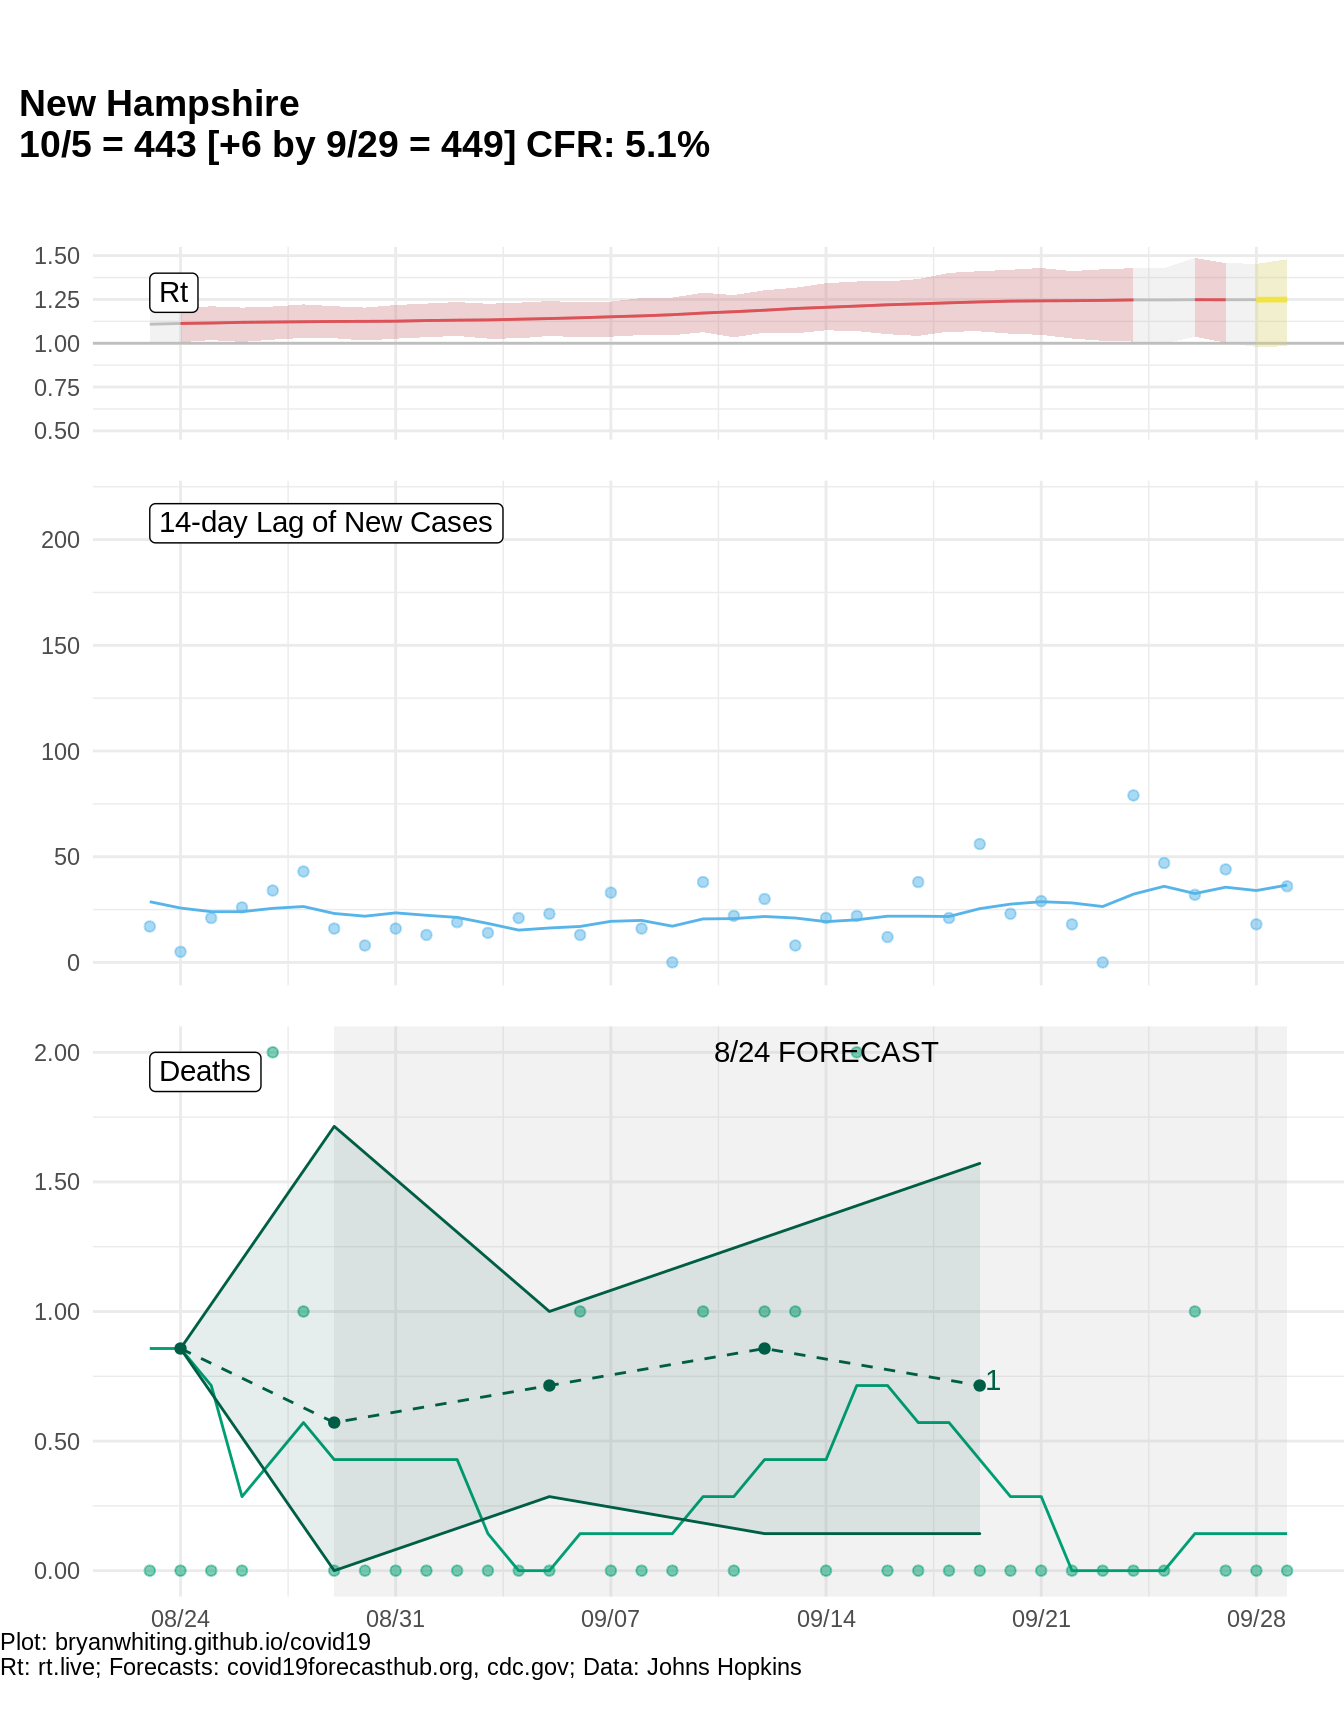 New Hampshire
10/5 = 443 [+6 by 9/29 = 449] CFR: 5.1%
1.50
Rt
1.25
1.00
0.75
0.50
14-day Lag of New Cases
200
150
100
50
0
8/24 FORECAST
2.00
Deaths
1.50
1.00
1
0.50
0.00
08/24 08/31 09/07 09/14 09/21 09/28
Plot: bryanwhiting.github.io/covid19
Rt: rt.live; Forecasts: covid19forecasthub.org, cdc.gov; Data: Johns Hopkins